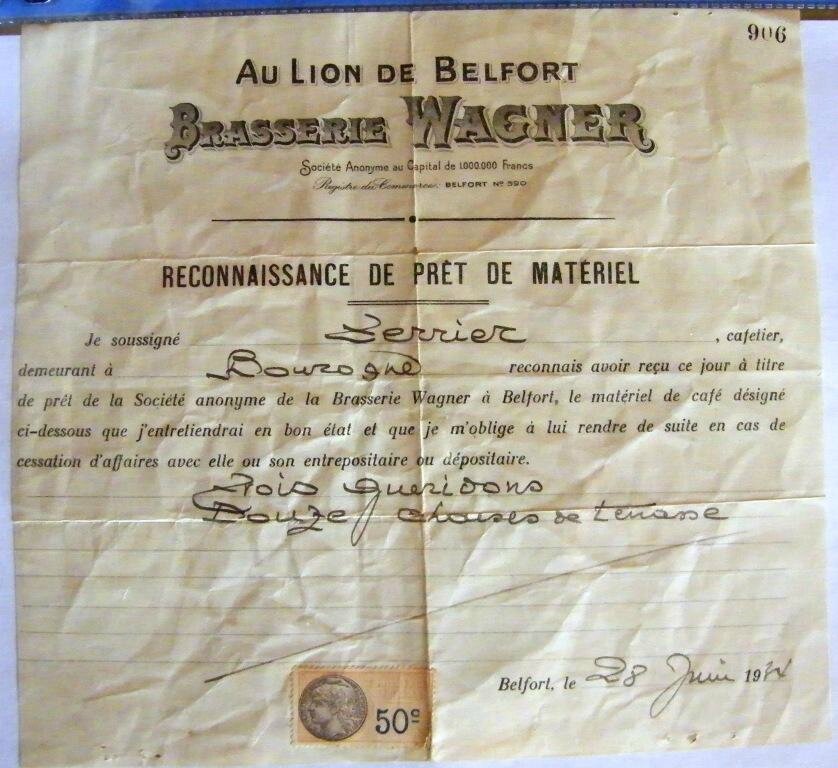 906
AU LION DE BELFORT
BRASSERIE WAGNER
Société Anonyme au Capital de 1.000.000 Francs
Registre du Commerce: BELFORT Nº 590
RECONNAISSANCE DE PRÊT DE MATÉRIEL
Je soussigné Perrier, cafetier,
demeurant à Bourogne reconnais avoir reçu ce jour à titre
de prêt de la Société anonyme de la Brasserie Wagner à Belfort, le matériel de café désigné
ci-dessous que j'entretiendrai en bon état et que je m'oblige à lui rendre de suite en cas de
cessation d'affaires avec elle ou son entrepositaire ou dépositaire.
Trois gueridons
Douze chaises de terrasse
Belfort, le 28 Juin 1934
50c